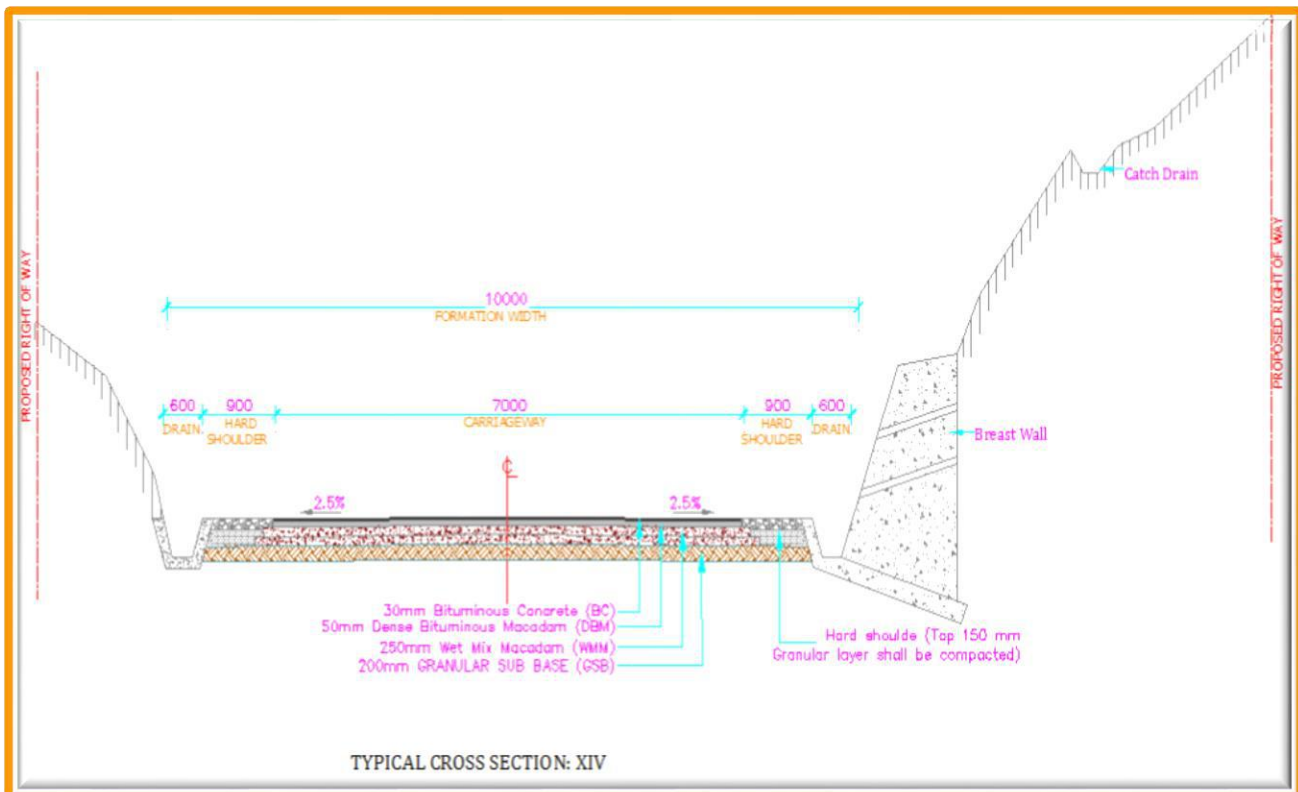 PROPOSED RIGHT OF WAY
PROPOSED RIGHT OF WAY
Catch Drain
10000
FORMATION WIDTH
600
DRAIN
900
HARD
SHOULDER
7000
CARRIAGEWAY
900
HARD
SHOULDER
600
DRAIN
Breast Wall
CL
2.5%
2.5%
30mm Bituminous Concrete (BC)
50mm Dense Bituminous Macadam (DBM)
250mm Wet Mix Macadam (WMM)
200mm GRANULAR SUB BASE (GSB)
Hard shoulde (Top 150 mm
Granular layer shall be compacted)
TYPICAL CROSS SECTION: XIV